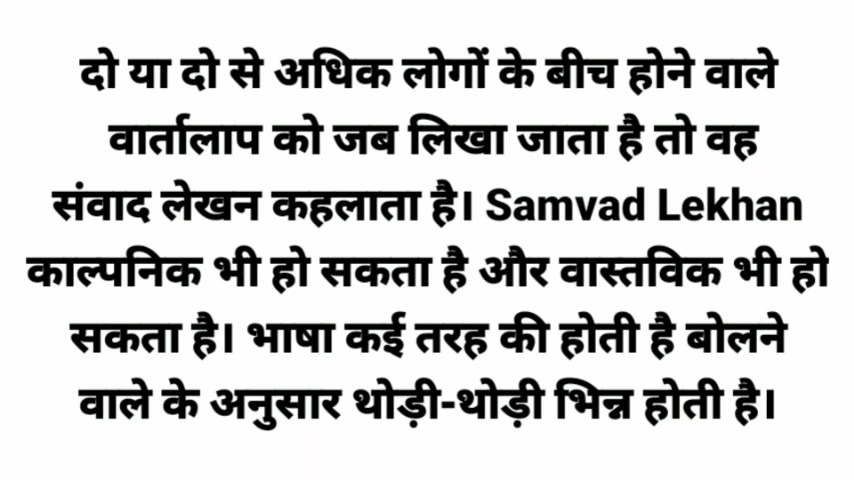 दो या दो से अधिक लोगों के बीच होने वाले
वार्तालाप को जब लिखा जाता है तो वह
संवाद लेखन कहलाता है। Samvad Lekhan
काल्पनिक भी हो सकता है और वास्तविक भी हो
सकता है। भाषा कई तरह की होती है बोलने
वाले के अनुसार थोड़ी-थोड़ी भिन्न होती है।